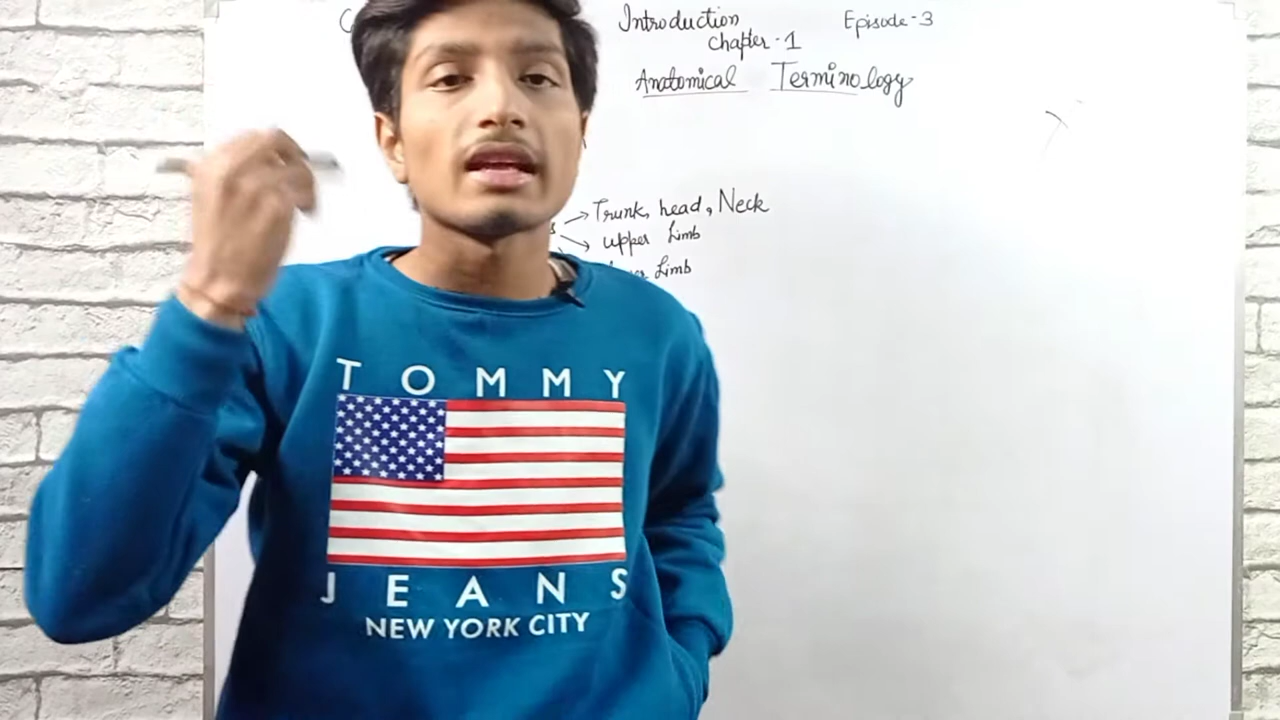 Introduction Episode-3
Chapter-1
Anatomical Terminology
→Trunk, head, Neck
→ upper Limb
Limb
TOMMY
JEANS
NEW YORK CITY